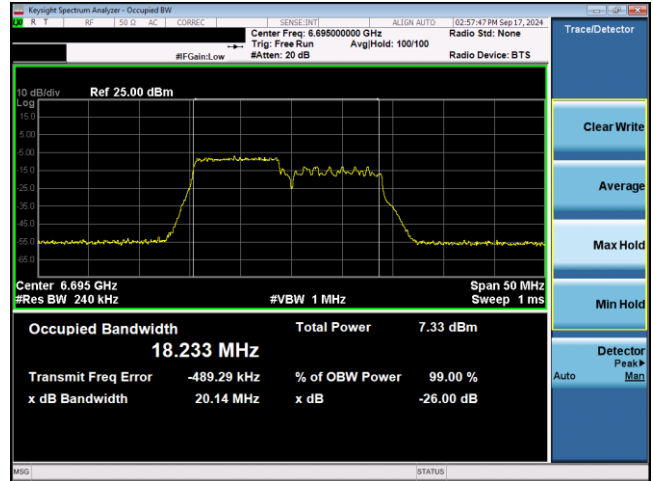 Keysight Spectrum Analyzer - Occupied BW
R T RF 50 Ω AC CORREC SENSE:INT ALIGN AUTO 02:57:47 PM Sep 17, 2024
Center Freq: 6.695000000 GHz Radio Std: None
Trig: Free Run Avg|Hold: 100/100
#IFGain:Low #Atten: 20 dB Radio Device: BTS
Trace/Detector
10 dB/div Ref 25.00 dBm
Log
15.0
5.00
-5.00
-15.0
-25.0
-35.0
-45.0
-55.0
-65.0
Center 6.695 GHz Span 50 MHz
#Res BW 240 kHz #VBW 1 MHz Sweep 1 ms
Occupied Bandwidth Total Power 7.33 dBm
18.233 MHz
Transmit Freq Error -489.29 kHz % of OBW Power 99.00 %
x dB Bandwidth 20.14 MHz x dB -26.00 dB
Clear Write
Average
Max Hold
Min Hold
Detector
Peak▶
Auto Man
MSG STATUS